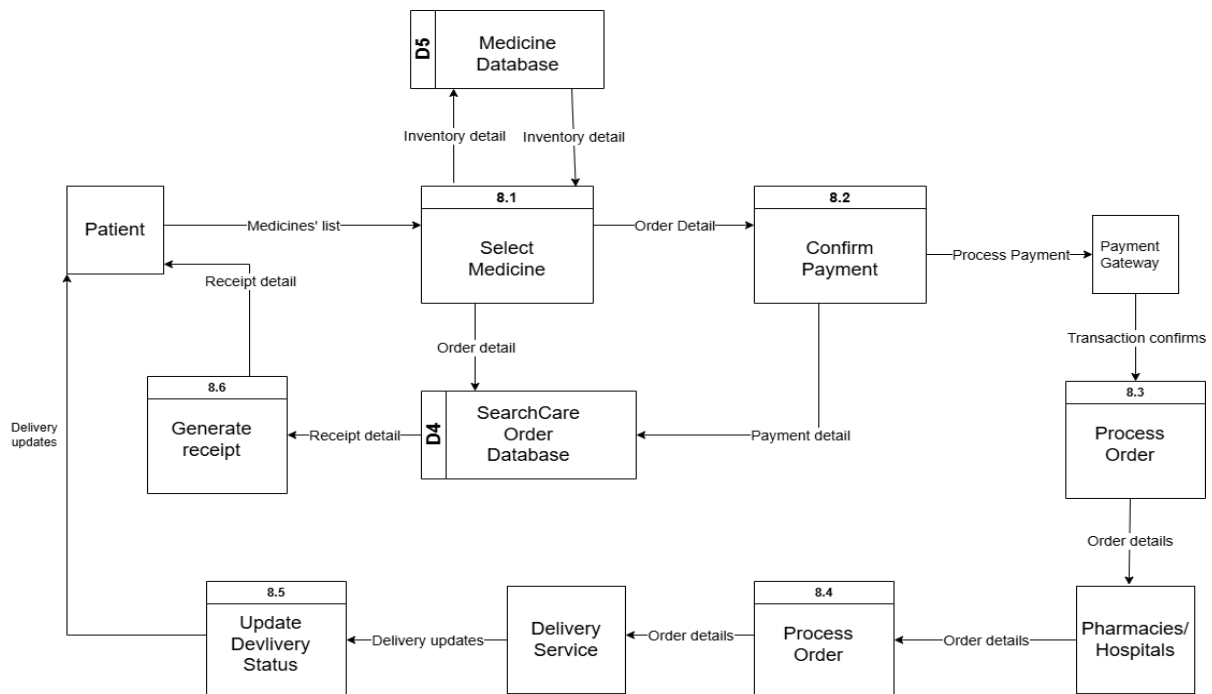 D5
Medicine
Database
Inventory detail
Inventory detail
Patient
Medicines' list
8.1
Select
Medicine
Order Detail
8.2
Confirm
Payment
Process Payment
Payment
Gateway
Receipt detail
Transaction confirms
Order detail
8.6
Generate
receipt
Receipt detail
D4
SearchCare
Order
Database
Payment detail
8.3
Process
Order
Delivery
updates
Order details
8.5
Update
Devlivery
Status
Delivery updates
Delivery
Service
Order details
8.4
Process
Order
Order details
Pharmacies/
Hospitals